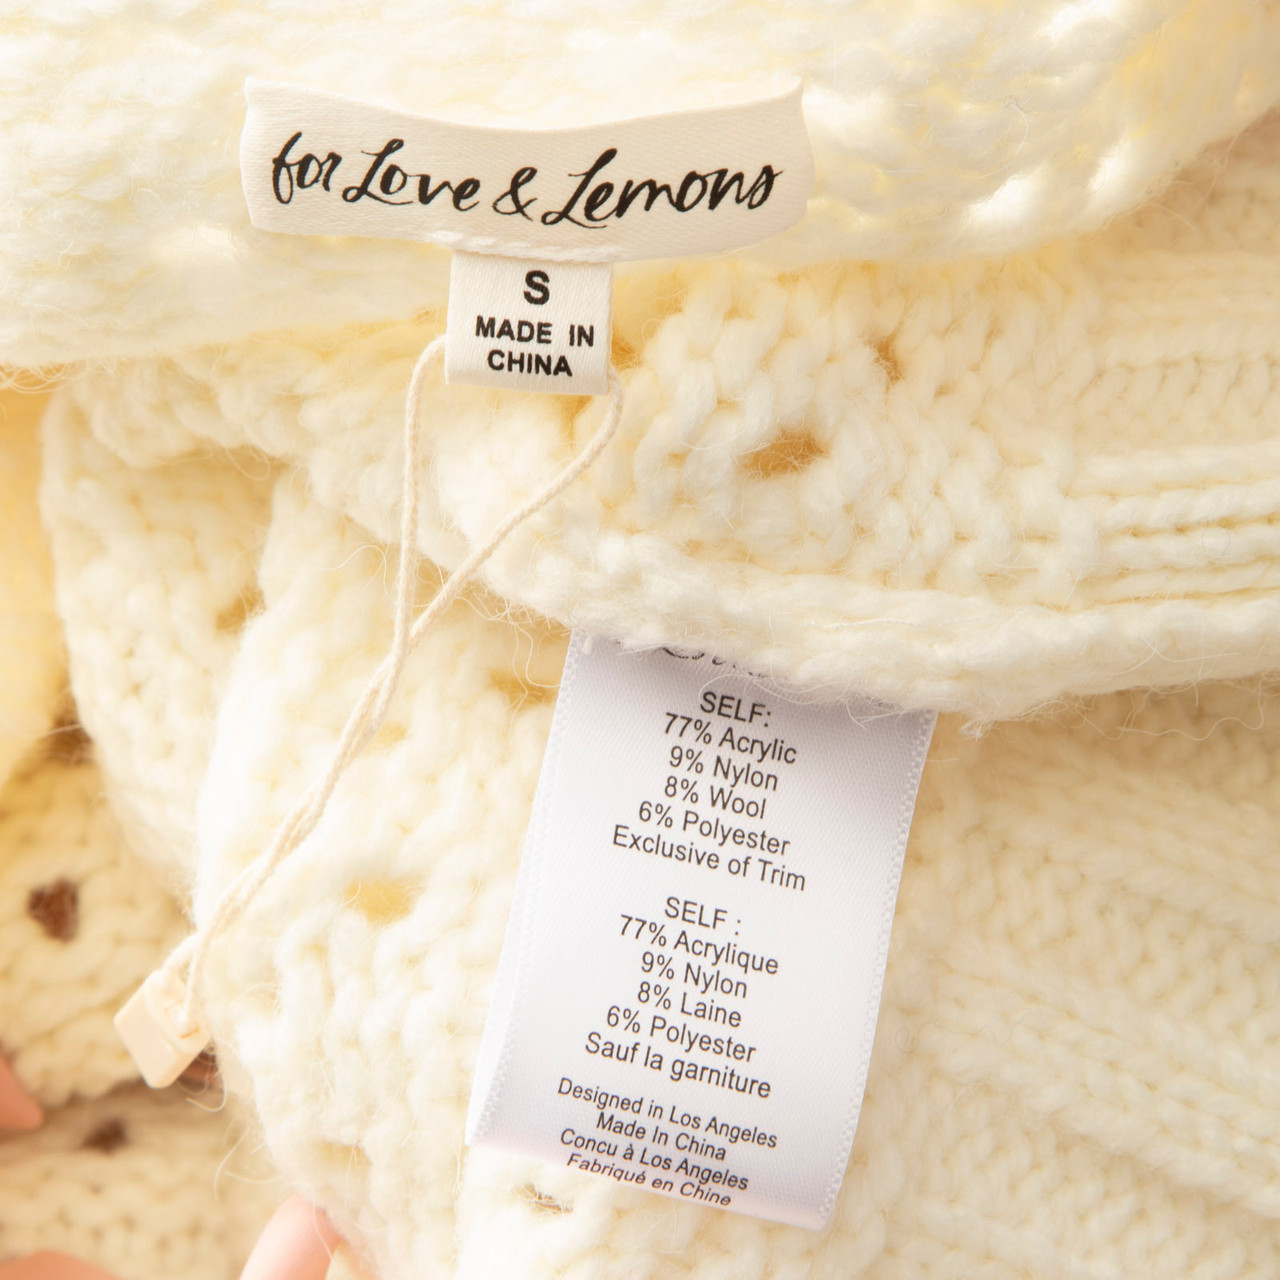 for Love & Lemons
S
MADE IN
CHINA
SELF:
77% Acrylic
9% Nylon
8% Wool
6% Polyester
Exclusive of Trim
SELF :
77% Acrylique
9% Nylon
8% Laine
6% Polyester
Sauf la garniture
Designed in Los Angeles
Made In China
Concu à Los Angeles
Fabriqué en Chine